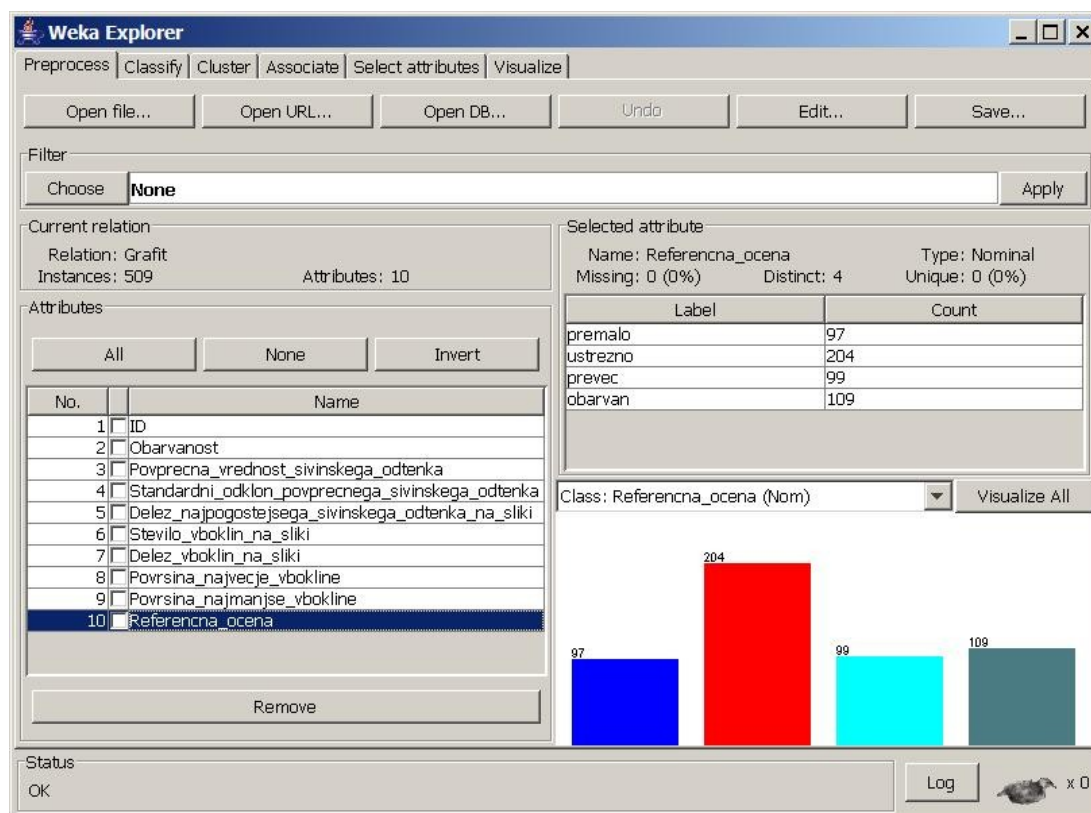 Weka Explorer
Preprocess Classify Cluster Associate Select attributes Visualize
Open file... Open URL... Open DB... Undo Edit... Save...
Filter
Choose None Apply
Current relation
Relation: Grafit
Instances: 509 Attributes: 10
Attributes
All None Invert
No. Name
1 ID
2 Obarvanost
3 Povprecna_vrednost_sivinskega_odtenka
4 Standardni_odklon_povprecnega_sivinskega_odtenka
5 Delez_najpogostejsega_sivinskega_odtenka_na_sliki
6 Stevilo_vboklin_na_sliki
7 Delez_vboklin_na_sliki
8 Povrsina_najvecje_vbokline
9 Povrsina_najmanjse_vbokline
10 Referencna_ocena
Remove
Selected attribute
Name: Referencna_ocena Type: Nominal
Missing: 0 (0%) Distinct: 4 Unique: 0 (0%)
Label Count
premalo 97
ustrezno 204
prevec 99
obarvan 109
Class: Referencna_ocena (Nom) Visualize All
97 204 99 109
Status
OK
Log x 0